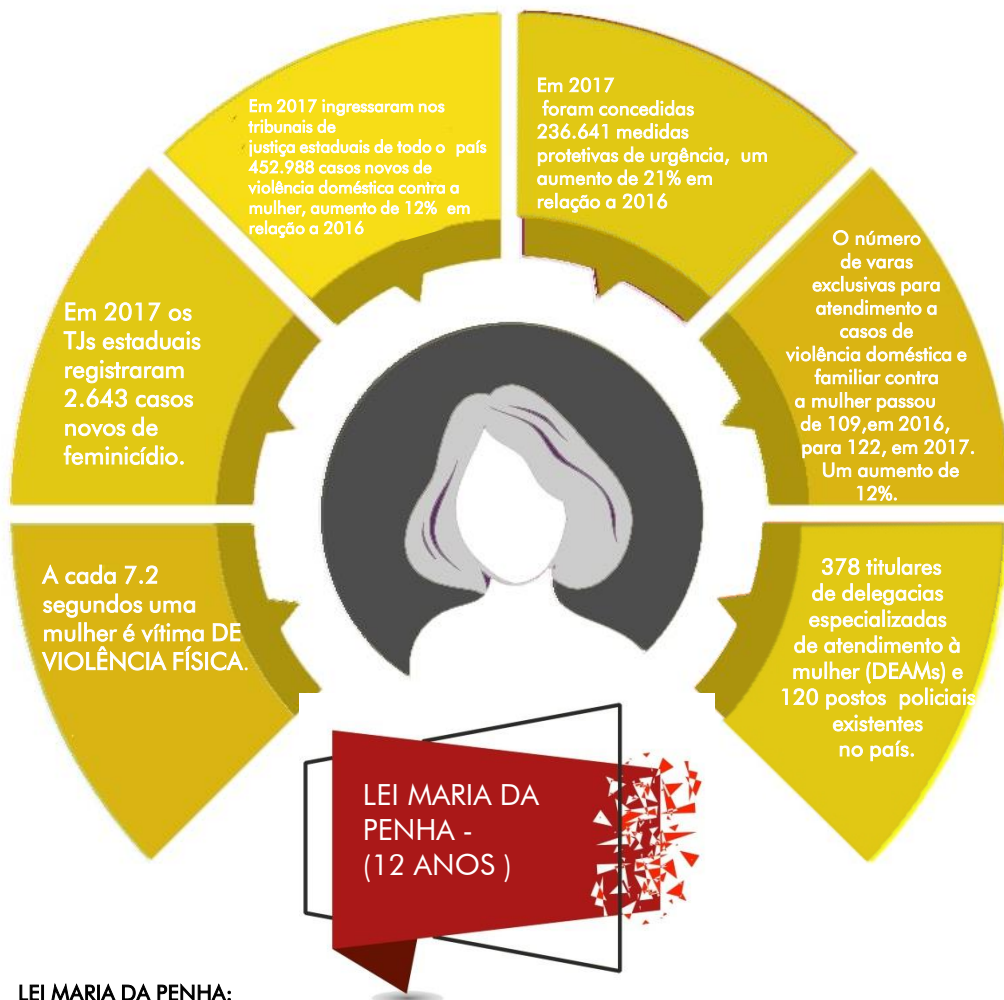 Em 2017 ingressaram nos
tribunais de
justiça estaduais de todo o país
452.988 casos novos de
violência doméstica contra a
mulher, aumento de 12% em
relação a 2016
Em 2017
foram concedidas
236.641 medidas
protetivas de urgência, um
aumento de 21% em
relação a 2016
Em 2017 os
TJs estaduais
registraram
2.643 casos
novos de
feminicídio.
O número
de varas
exclusivas para
atendimento a
casos de
violência doméstica e
familiar contra
a mulher passou
de 109,em 2016,
para 122, em 2017.
Um aumento de
12%.
A cada 7.2
segundos uma
mulher é vítima DE
VIOLÊNCIA FÍSICA.
378 titulares
de delegacias
especializadas
de atendimento à
mulher (DEAMs) e
120 postos policiais
existentes
no país.
LEI MARIA DA
PENHA -
(12 ANOS )
LEI MARIA DA PENHA: